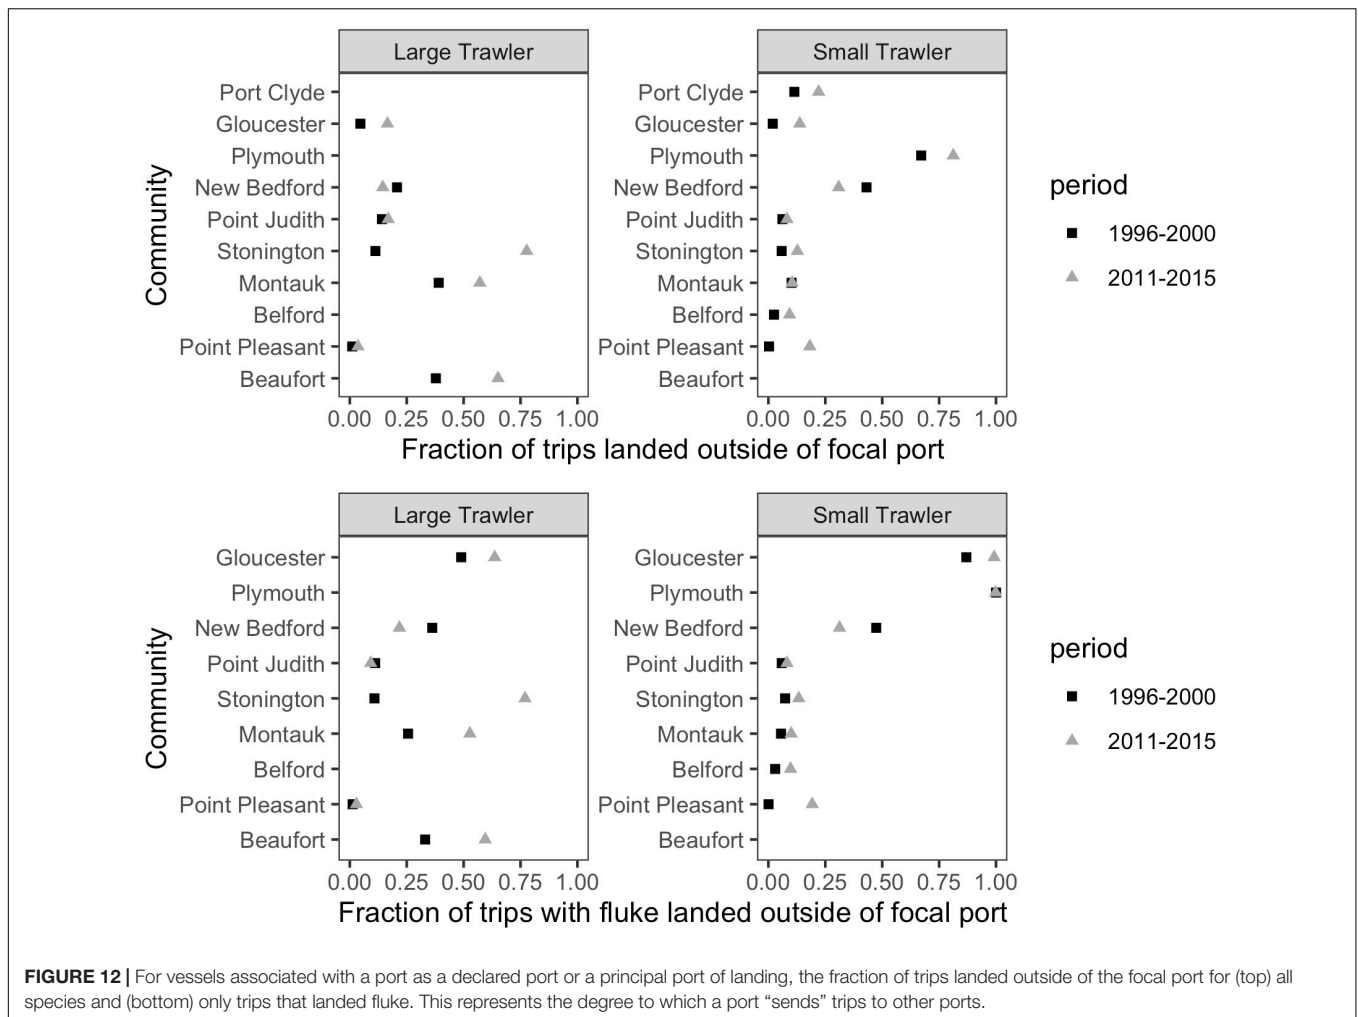 Large Trawler
Small Trawler
Community
Port Clyde
Gloucester
Plymouth
New Bedford
Point Judith
Stonington
Montauk
Belford
Point Pleasant
Beaufort
0.00 0.25 0.50 0.75 1.00
Port Clyde
Gloucester
Plymouth
New Bedford
Point Judith
Stonington
Montauk
Belford
Point Pleasant
Beaufort
0.00 0.25 0.50 0.75 1.00
Fraction of trips landed outside of focal port
period
1996-2000
2011-2015
Large Trawler
Small Trawler
Community
Gloucester
Plymouth
New Bedford
Point Judith
Stonington
Montauk
Belford
Point Pleasant
Beaufort
0.00 0.25 0.50 0.75 1.00
Gloucester
Plymouth
New Bedford
Point Judith
Stonington
Montauk
Belford
Point Pleasant
Beaufort
0.00 0.25 0.50 0.75 1.00
Fraction of trips with fluke landed outside of focal port
period
1996-2000
2011-2015
FIGURE 12 | For vessels associated with a port as a declared port or a principal port of landing, the fraction of trips landed outside of the focal port for (top) all
species and (bottom) only trips that landed fluke. This represents the degree to which a port “sends” trips to other ports.